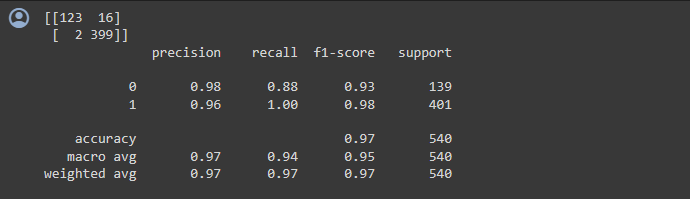 [[123  16]
 [  2 399]]
              precision    recall  f1-score   support

           0       0.98      0.88      0.93       139
           1       0.96      1.00      0.98       401

    accuracy                           0.97       540
   macro avg       0.97      0.94      0.95       540
weighted avg       0.97      0.97      0.97       540